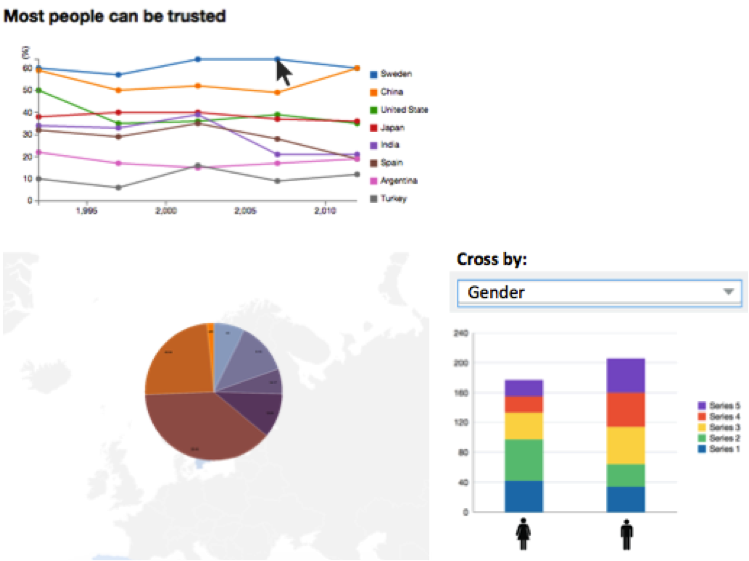 Most people can be trusted
(%)
60
50
40
30
20
10
0
1,995
2,000
2,005
2,010
Sweden
China
United State
Japan
India
Spain
Argentina
Turkey
Cross by:
Gender
240
200
160
120
80
40
0
Series 5
Series 4
Series 3
Series 2
Series 1